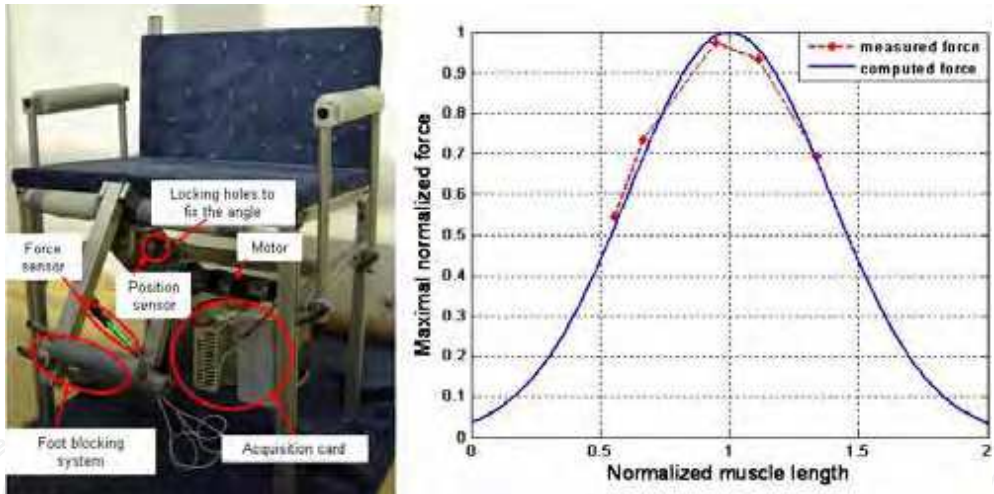 Locking holes to
fix the angle
Force
sensor
Motor
Position
sensor
Foot blocking
system
Acquisition card
Maximal normalized force
1
0.9
0.8
0.7
0.6
0.5
0.4
0.3
0.2
0.1
0
measured force
computed force
0
0.5
1
1.5
2
Normalized muscle length